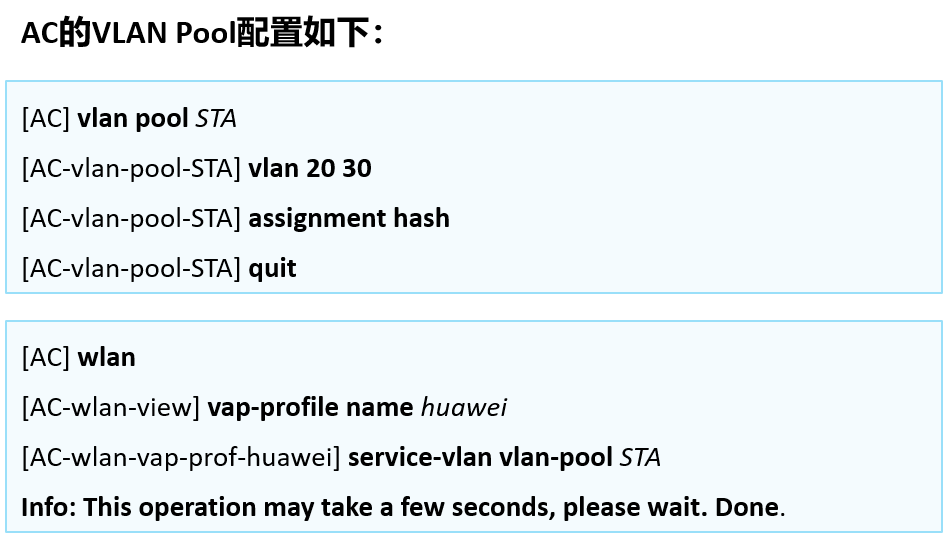 AC的VLAN Pool配置如下：
[AC] vlan pool STA
[AC-vlan-pool-STA] vlan 20 30
[AC-vlan-pool-STA] assignment hash
[AC-vlan-pool-STA] quit
[AC] wlan
[AC-wlan-view] vap-profile name huawei
[AC-wlan-vap-prof-huawei] service-vlan vlan-pool STA
Info: This operation may take a few seconds, please wait. Done.